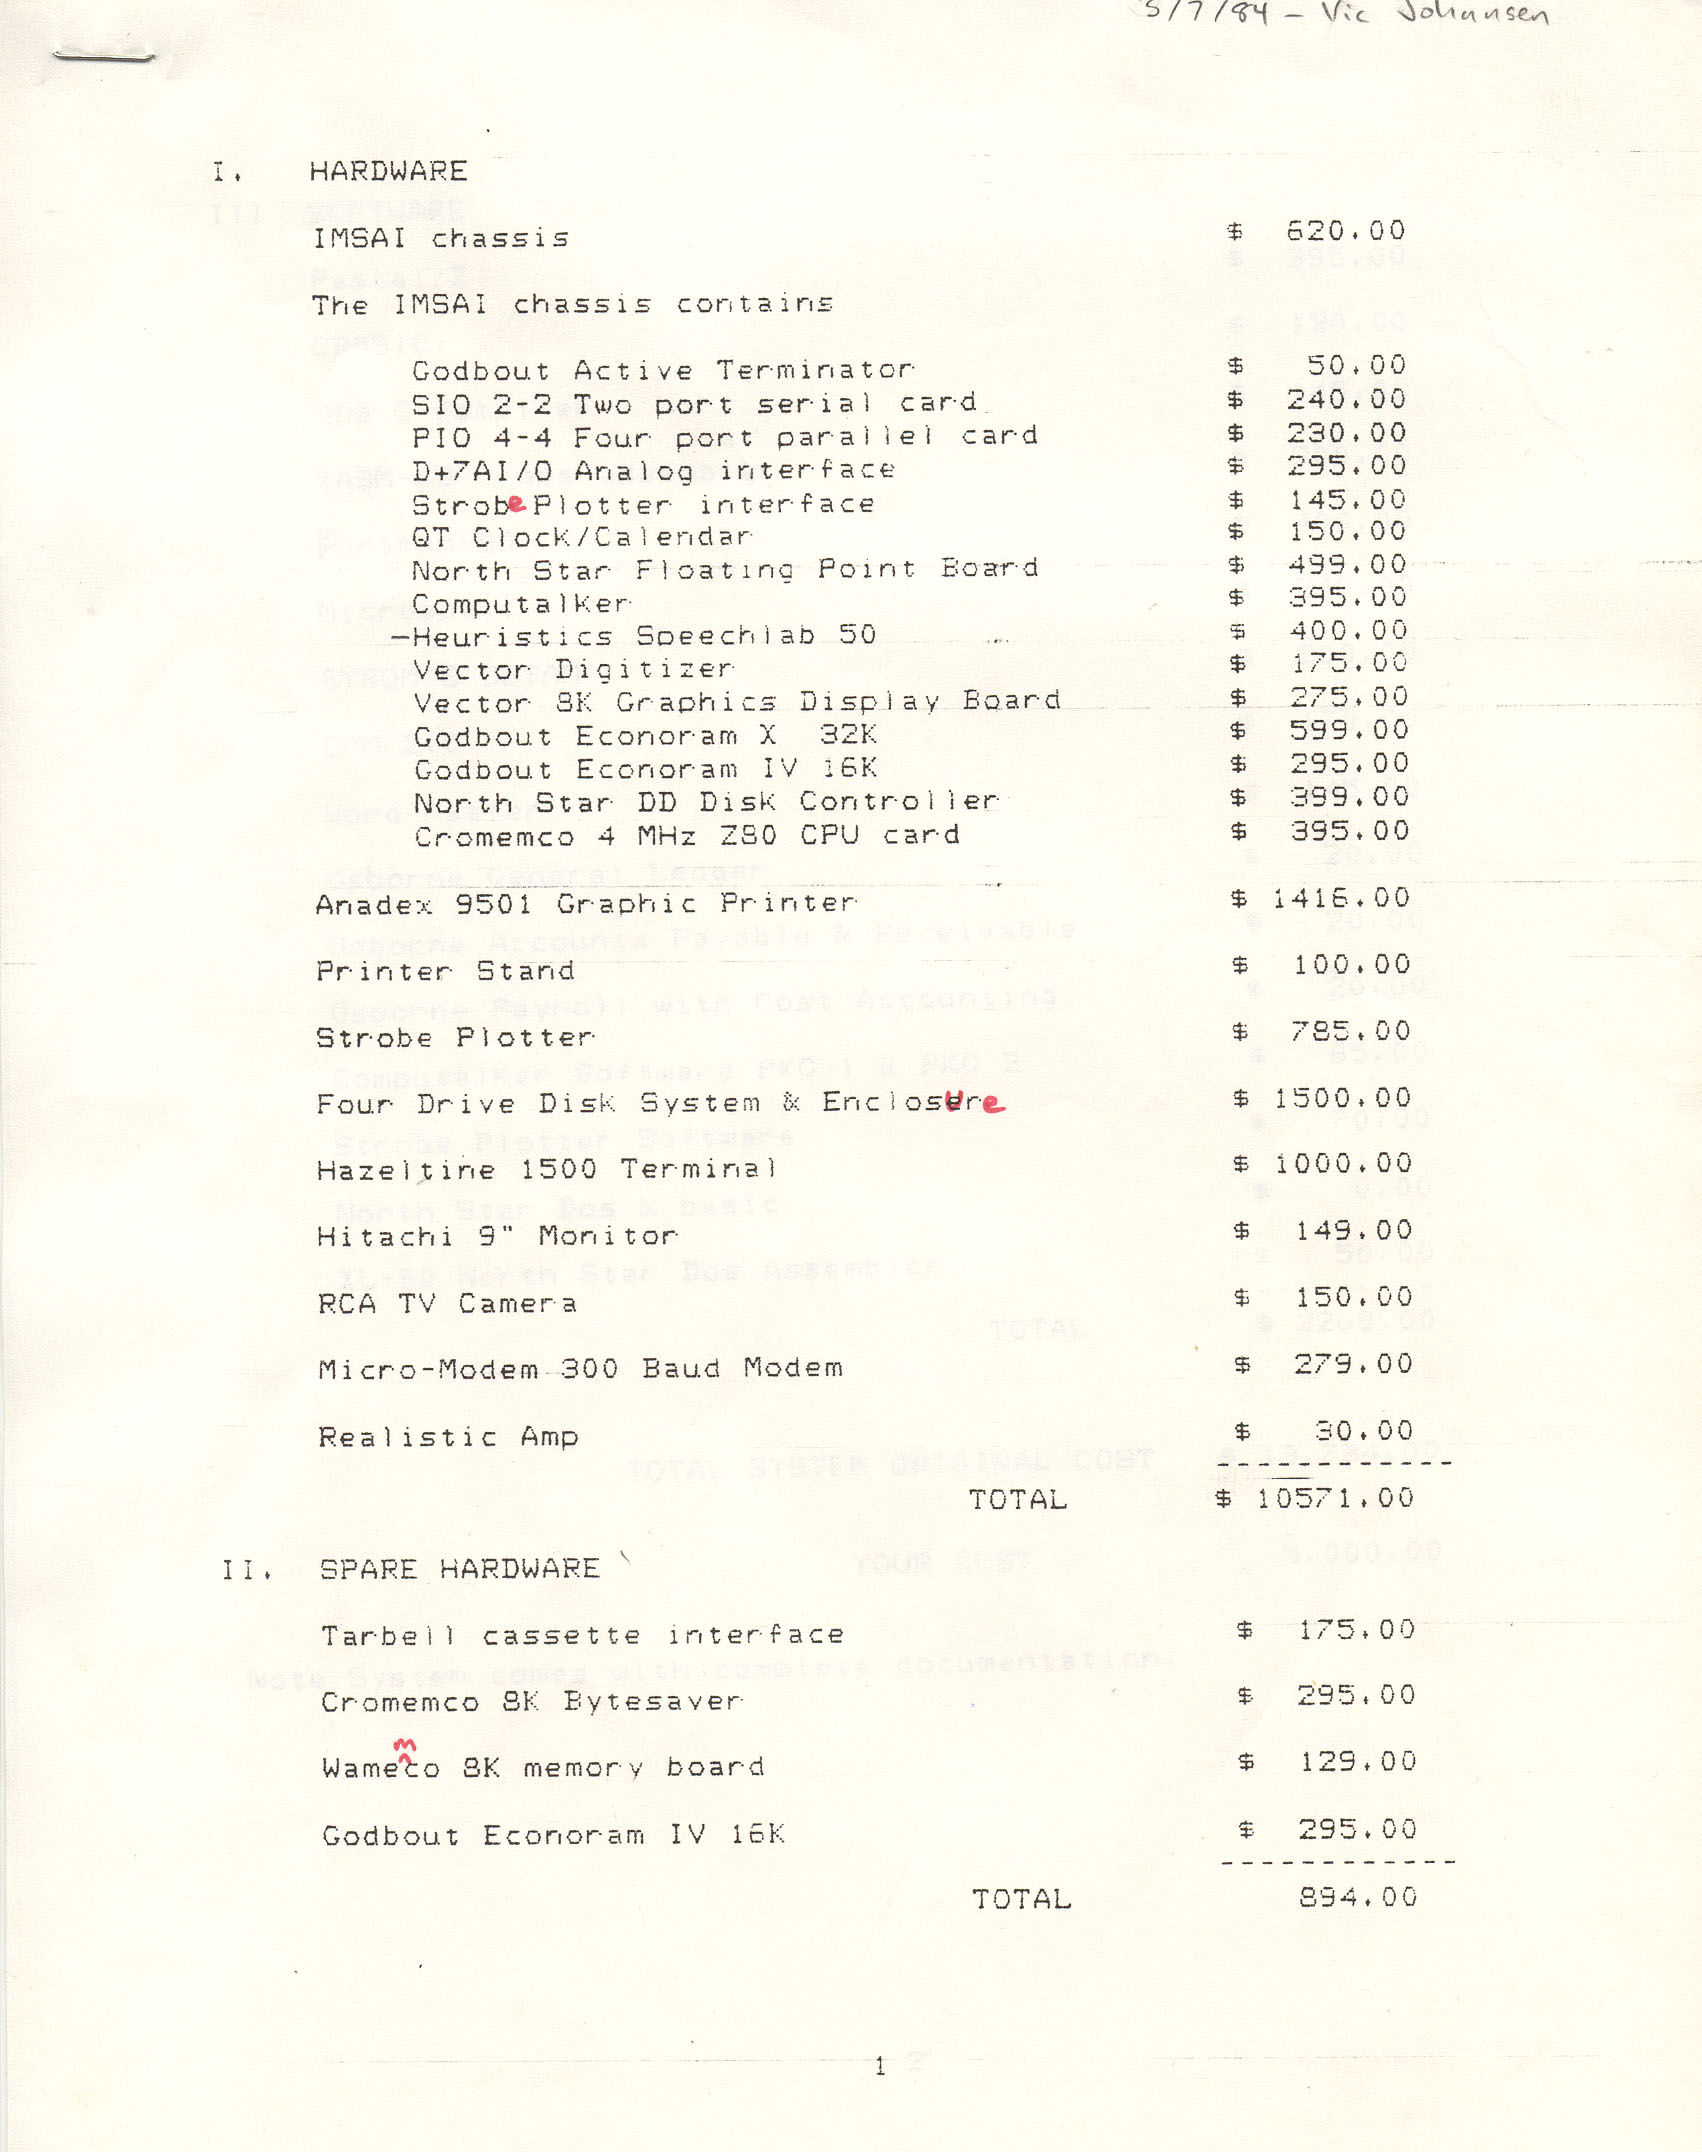 3/7/84 - Vic Johansen
I. HARDWARE
IMSAI chassis $ 620.00
The IMSAI chassis contains
Godbout Active Terminator $ 50.00
SIO 2-2 Two port serial card $ 240.00
PIO 4-4 Four port parallel card $ 230.00
D+7AI/O Analog interface $ 295.00
Strobe Plotter interface $ 145.00
QT Clock/Calendar $ 150.00
North Star Floating Point Board $ 499.00
Computalker $ 395.00
-Heuristics Speechlab 50 $ 400.00
Vector Digitizer $ 175.00
Vector 8K Graphics Display Board $ 275.00
Godbout Econoram X 32K $ 599.00
Godbout Econoram IV 16K $ 295.00
North Star DD Disk Controller $ 399.00
Cromemco 4 MHz Z80 CPU card $ 395.00
Anadex 9501 Graphic Printer $ 1416.00
Printer Stand $ 100.00
Strobe Plotter $ 785.00
Four Drive Disk System & Enclosure $ 1500.00
Hazeltine 1500 Terminal $ 1000.00
Hitachi 9" Monitor $ 149.00
RCA TV Camera $ 150.00
Micro-Modem 300 Baud Modem $ 279.00
Realistic Amp $ 30.00
------------
TOTAL $ 10571.00
II. SPARE HARDWARE
Tarbell cassette interface $ 175.00
Cromemco 8K Bytesaver $ 295.00
Wamemco 8K memory board $ 129.00
Godbout Econoram IV 16K $ 295.00
------------
TOTAL 894.00
1